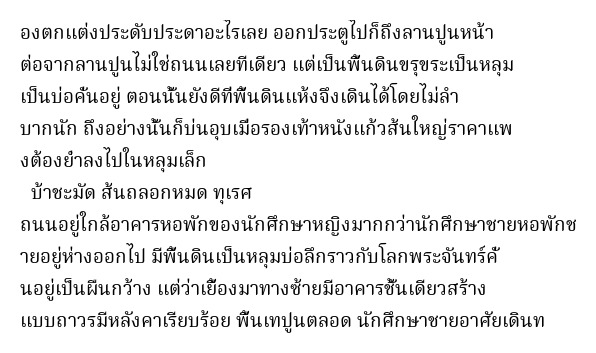 องตกแต่งประดับประดาอะไรเลย ออกประตูไปก็ถึงลานปูนหน้า
ต่อจากลานปูนไม่ใช่ถนนเลยทีเดียว แต่เป็นพื้นดินขรุขระเป็นหลุม
เป็นบ่อคั่นอยู่ ตอนนั้นยังดีที่พื้นดินแห้งจึงเดินได้โดยไม่ลำ
บากนัก ถึงอย่างนั้นก็บ่นอุบเมื่อรองเท้าหนังแก้วส้นใหญ่ราคาแพ
งต้องย่ำลงไปในหลุมเล็ก
บ้าชะมัด ส้นถลอกหมด ทุเรศ
ถนนอยู่ใกล้อาคารหอพักของนักศึกษาหญิงมากกว่านักศึกษาชายหอพักช
ายอยู่ห่างออกไป มีพื้นดินเป็นหลุมบ่อลึกราวกับโลกพระจันทร์คั่
นอยู่เป็นผืนกว้าง แต่ว่าเยื้องมาทางซ้ายมีอาคารชั้นเดียวสร้าง
แบบถาวรมีหลังคาเรียบร้อย พื้นเทปูนตลอด นักศึกษาชายอาศัยเดินท